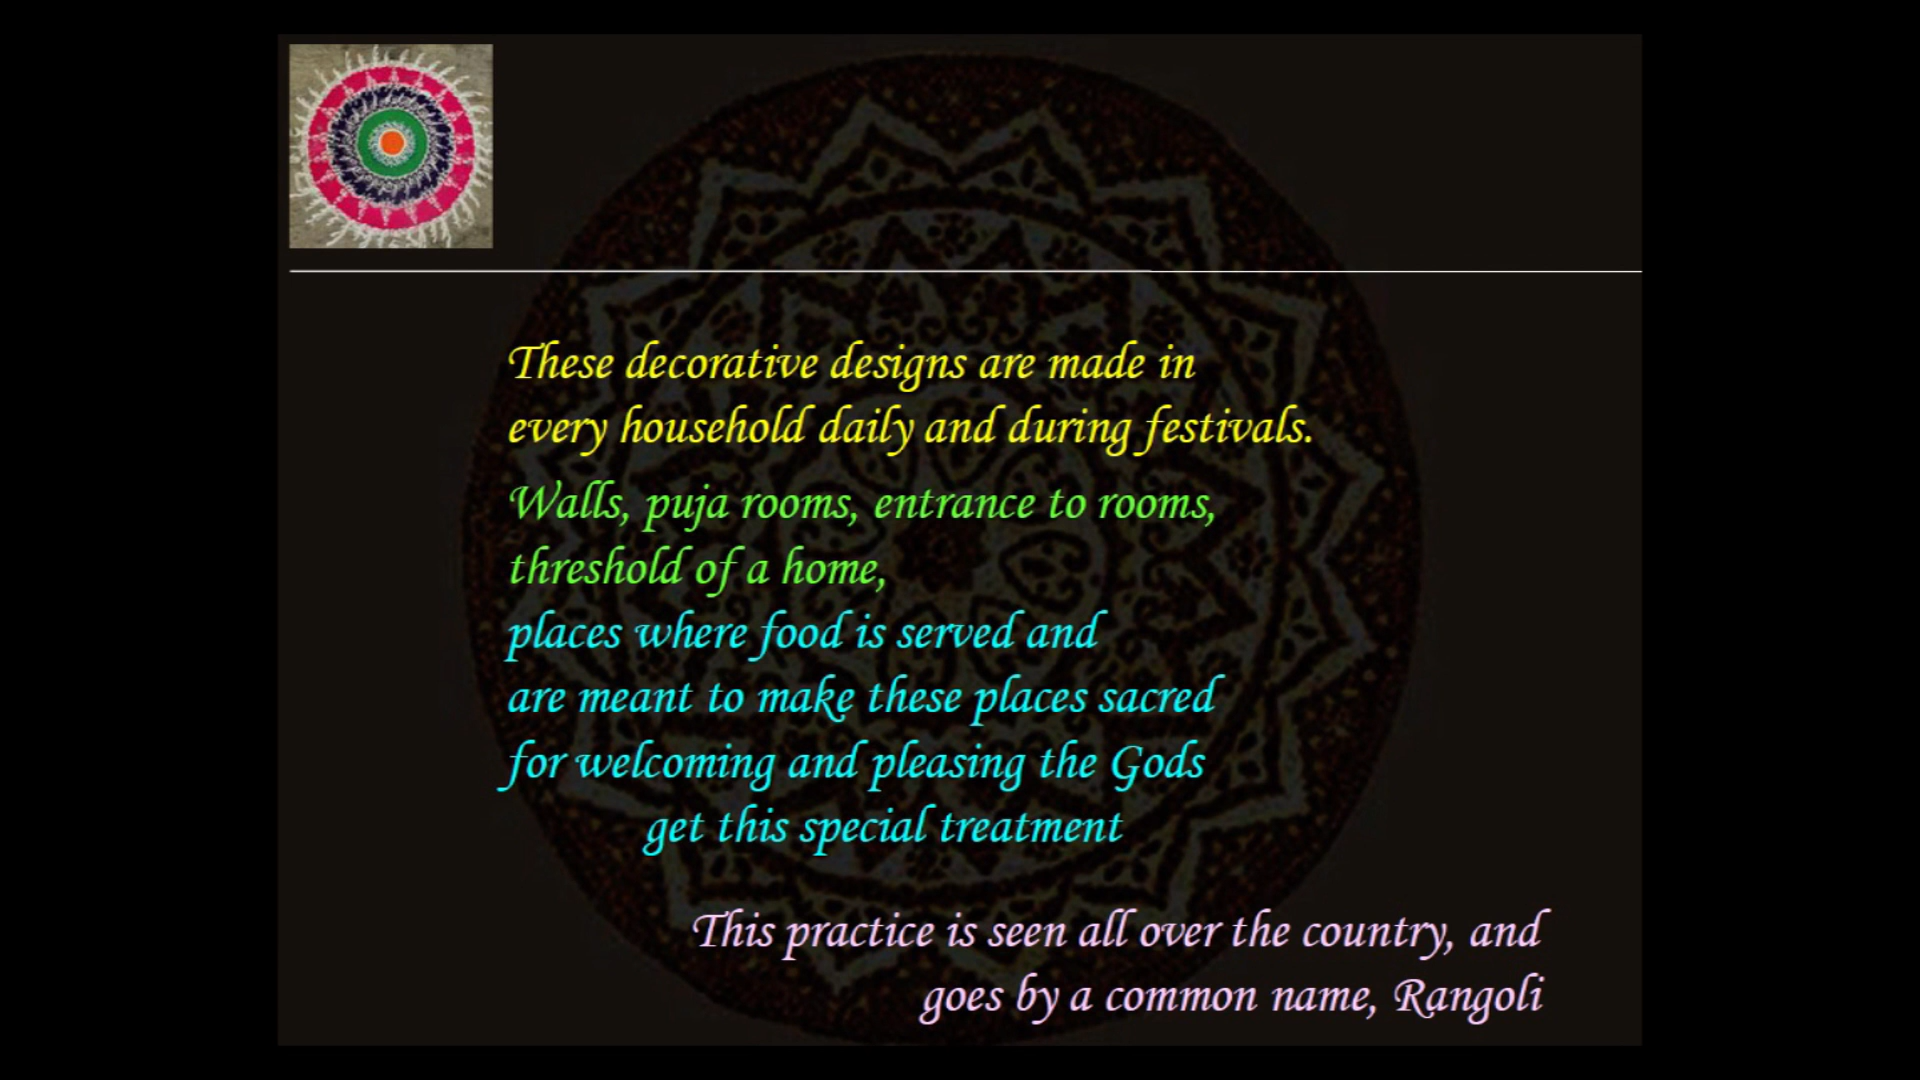 These decorative designs are made in
every household daily and during festivals.
Walls, puja rooms, entrance to rooms,
threshold of a home,
places where food is served and
are meant to make these places sacred
for welcoming and pleasing the Gods
get this special treatment
This practice is seen all over the country, and
goes by a common name, Rangoli